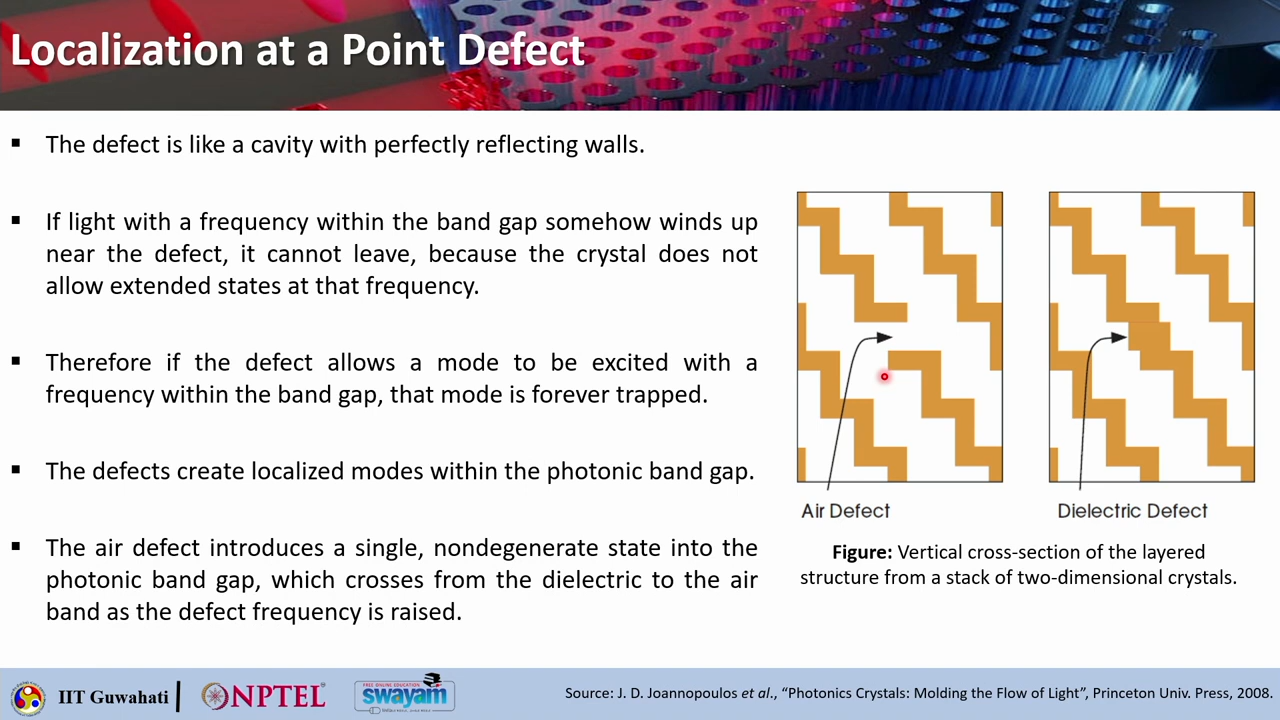 Localization at a Point Defect
▪ The defect is like a cavity with perfectly reflecting walls.
▪ If light with a frequency within the band gap somehow winds up
near the defect, it cannot leave, because the crystal does not
allow extended states at that frequency.
▪ Therefore if the defect allows a mode to be excited with a
frequency within the band gap, that mode is forever trapped.
▪ The defects create localized modes within the photonic band gap.
▪ The air defect introduces a single, nondegenerate state into the
photonic band gap, which crosses from the dielectric to the air
band as the defect frequency is raised.
Air Defect
Dielectric Defect
Figure: Vertical cross-section of the layered
structure from a stack of two-dimensional crystals.
IIT Guwahati
NPTEL
FREE ONLINE EDUCATION
swayam
Source: J. D. Joannopoulos et al., “Photonics Crystals: Molding the Flow of Light”, Princeton Univ. Press, 2008.